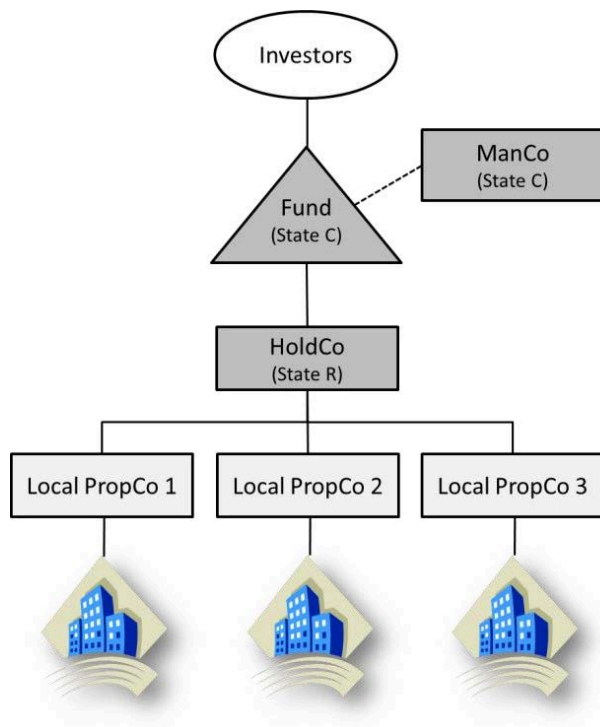 Investors
ManCo
(State C)
Fund
(State C)
HoldCo
(State R)
Local PropCo 1
Local PropCo 2
Local PropCo 3